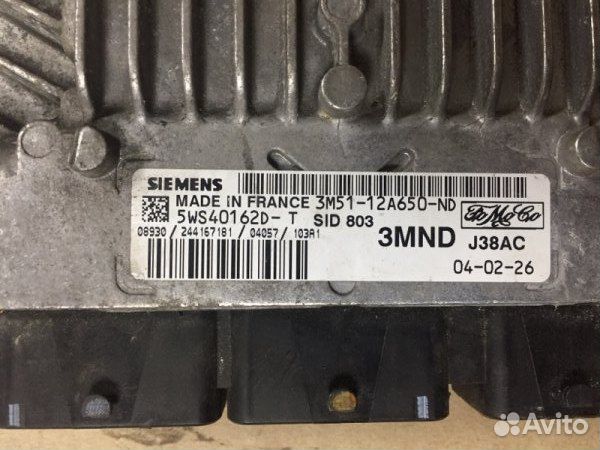 SIEMENS
MADE IN FRANCE 3M51-12A650-ND
5WS40162D-T SID 803
FoMoCo
08930/244167181/04057/103A1
3MND J38AC
04-02-26
Avito